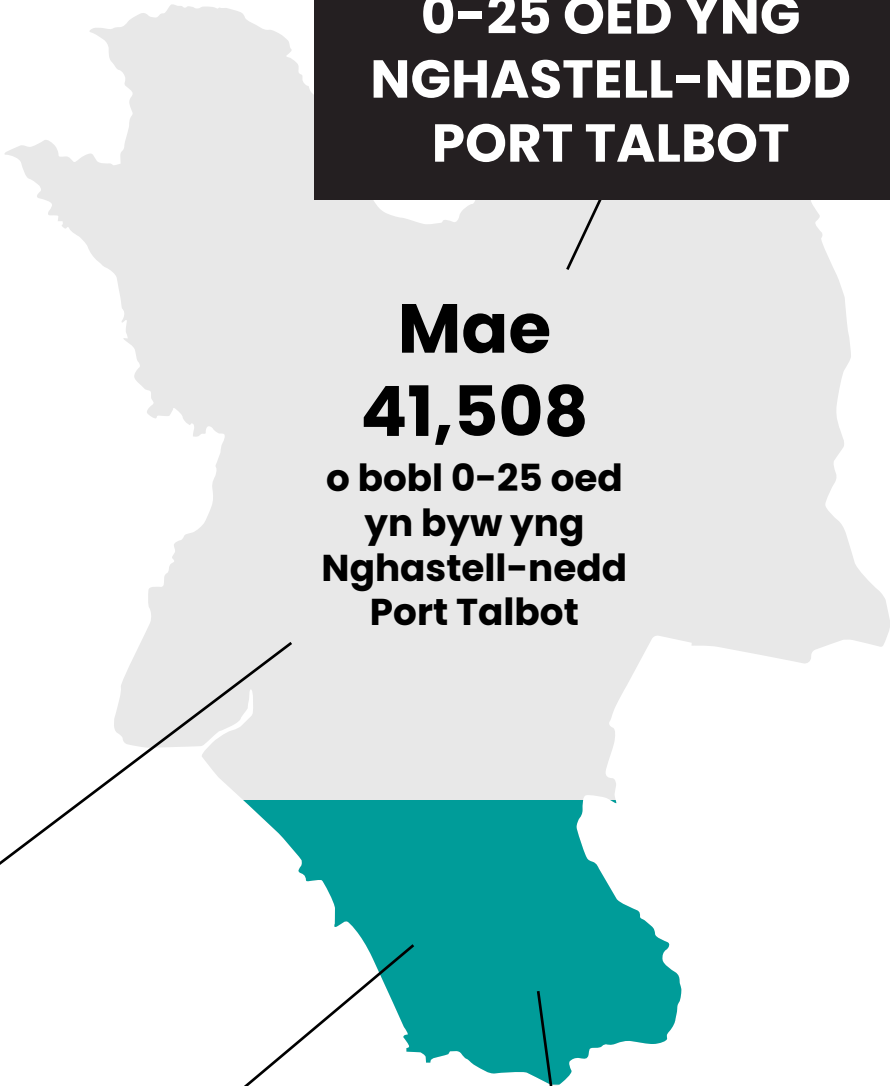 0-25 OED YNG
NGHASTELL-NEDD
PORT TALBOT
Mae
41,508
o bobl 0-25 oed
yn byw yng
Nghastell-nedd
Port Talbot